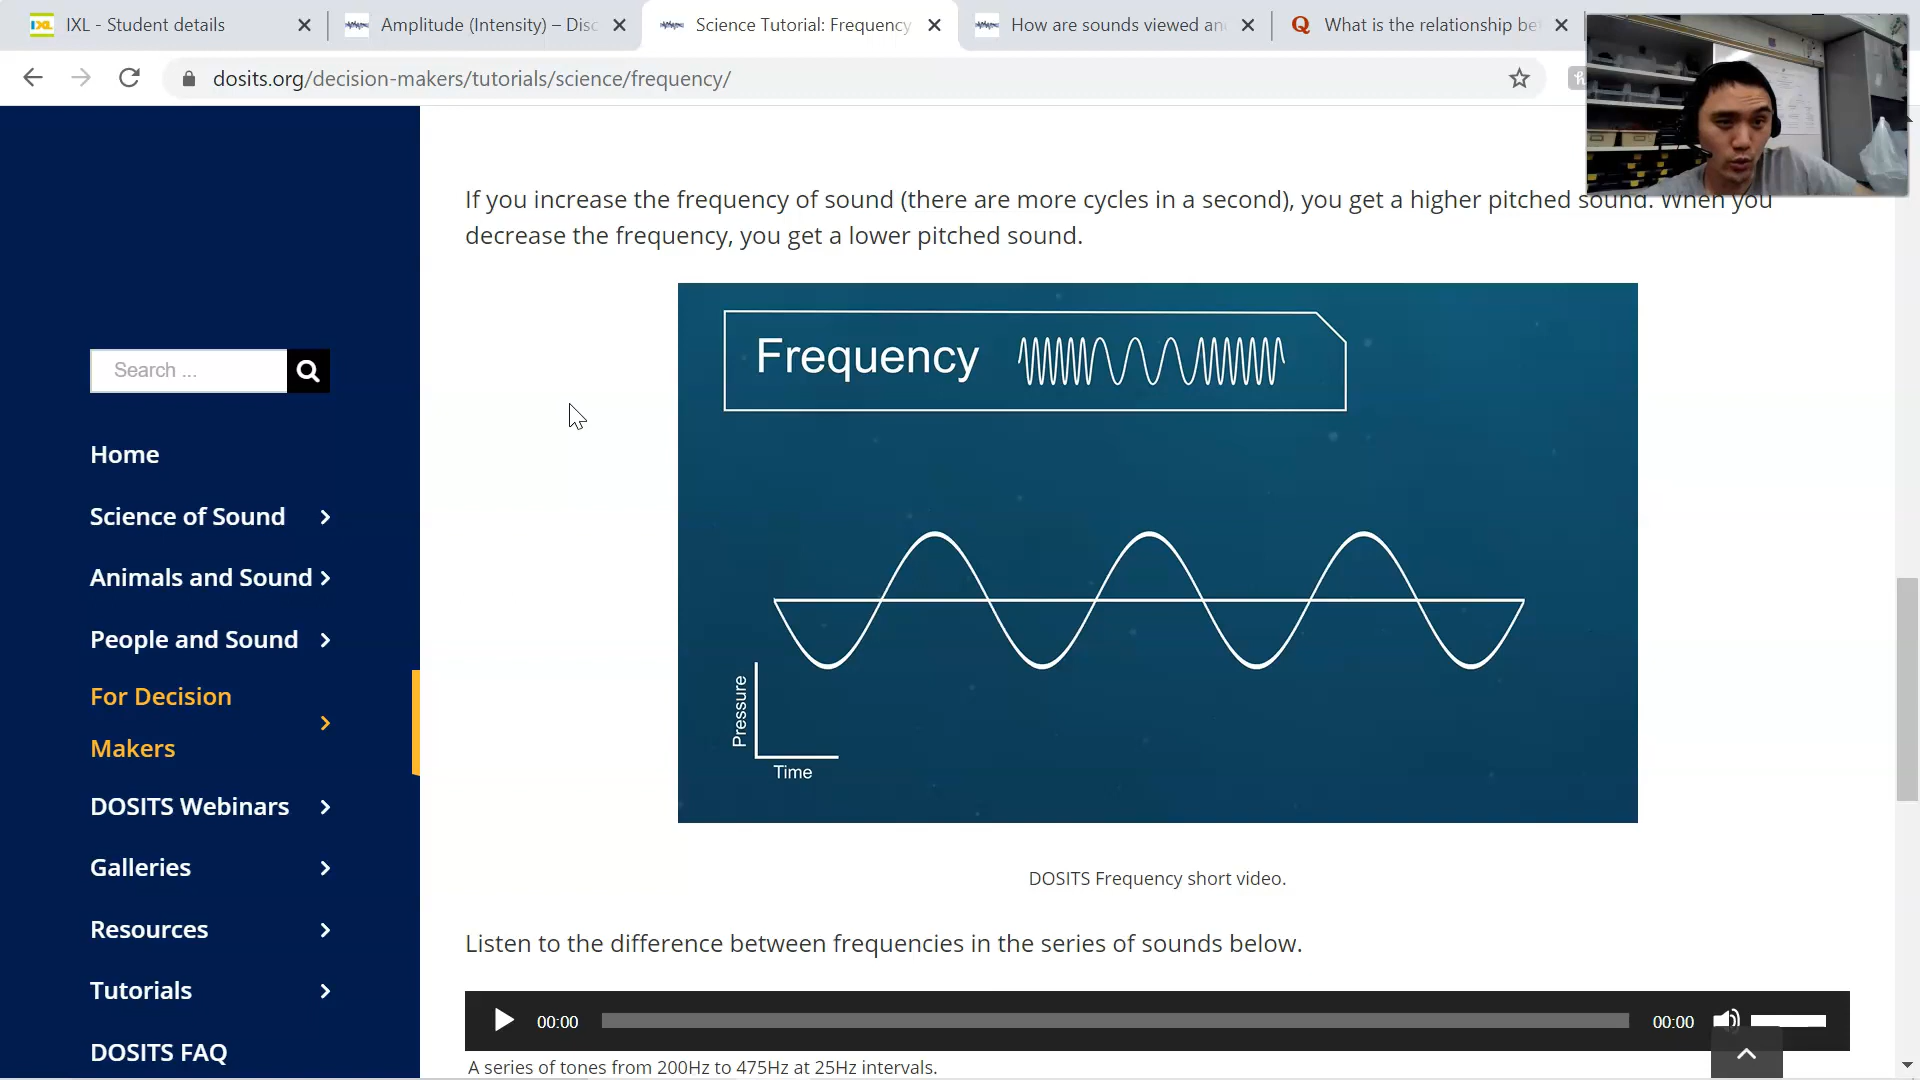 IXL - Student details
Amplitude (Intensity) – Disc
Science Tutorial: Frequency
How are sounds viewed an
What is the relationship be
dosits.org/decision-makers/tutorials/science/frequency/
If you increase the frequency of sound (there are more cycles in a second), you get a higher pitched sound. When you
decrease the frequency, you get a lower pitched sound.
Search ...
Home
Science of Sound
Animals and Sound
People and Sound
For Decision
Makers
DOSITS Webinars
Galleries
Resources
Tutorials
DOSITS FAQ
Frequency
Pressure
Time
DOSITS Frequency short video.
Listen to the difference between frequencies in the series of sounds below.
00:00
00:00
A series of tones from 200Hz to 475Hz at 25Hz intervals.